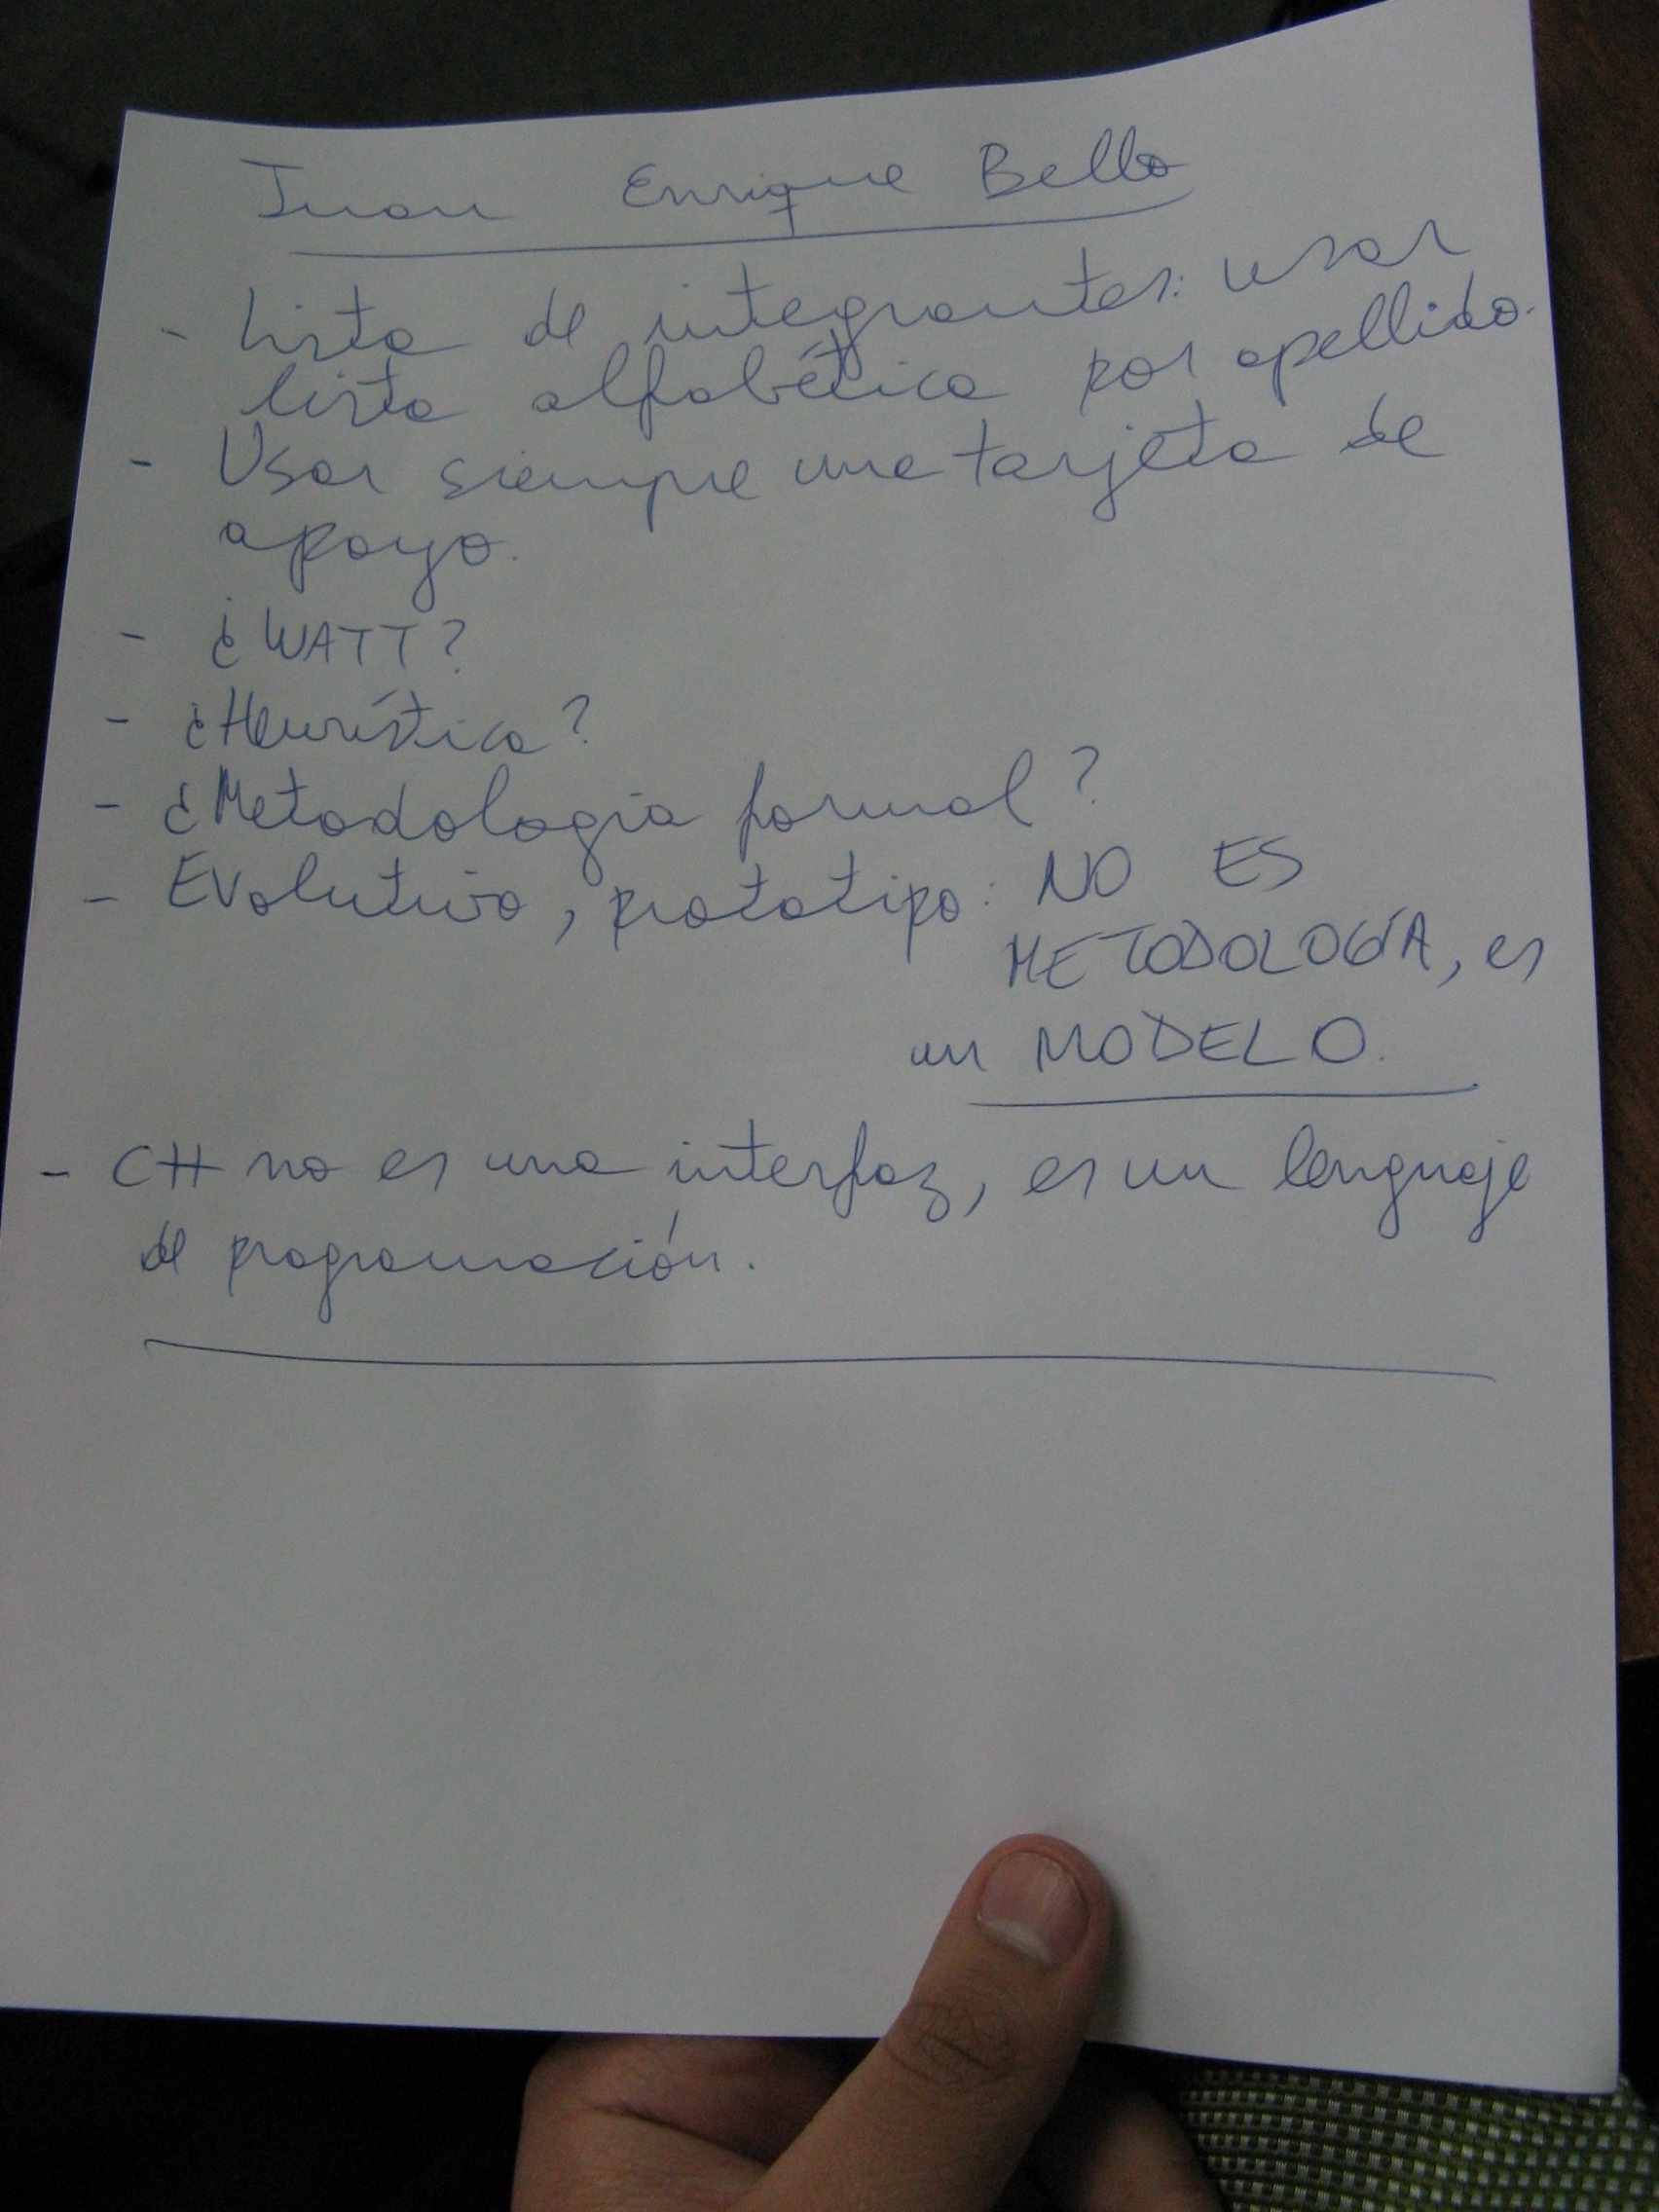 Juan Enrique Bello
- Lista de integrantes: usar
lista alfabética por apellido.
- Usar siempre una tarjeta de
apoyo.
- ¿WATT?
- ¿Heurística?
- ¿Metodología formal?
- Evolutivo, prototipo: NO ES
METODOLOGÍA, es
un MODELO.
- C# no es una interfaz, es un lenguaje
de programación.